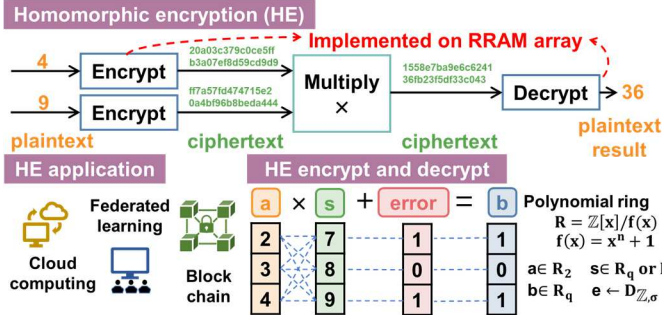 Homomorphic encryption (HE)
4
Encrypt
20a03c379c0ce5ff
b3a07ef8d59cd9d9
Implemented on RRAM array
9
Encrypt
ff7a57fd474715e2
0a4bf96b8beda444
Multiply
×
1558e7ba9e6c6241
36fb23f5df33c043
Decrypt
36
plaintext
ciphertext
ciphertext
plaintext
result
HE application
Cloud
computing
Federated
learning
Block
chain
HE encrypt and decrypt
a × s + error = b
2 7 1 1
3 8 0 0
4 9 1 1
Polynomial ring
R = ℤ[x]/f(x)
f(x) = xⁿ + 1
a∈ R₂ s∈ R_q or
b∈ R_q e ← D_ℤ,σ